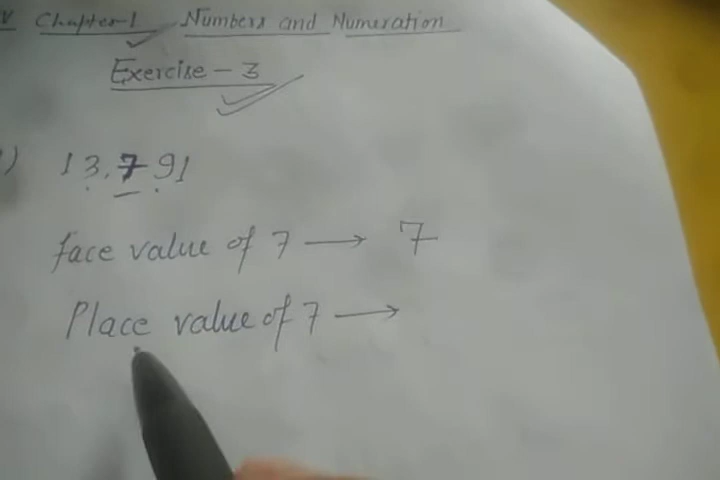 V Chapter-1 Numbers and Numeration
Exercise - 3
) 13,791
face value of 7 → 7
Place value of 7 →